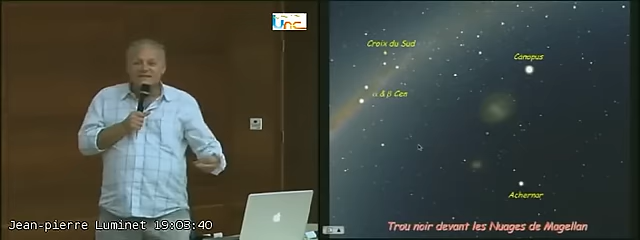 Unc
Croix du Sud
Canopus
α & β Cen
Achernar
Jean-pierre Luminet 19:03:40
Trou noir devant les Nuages de Magellan